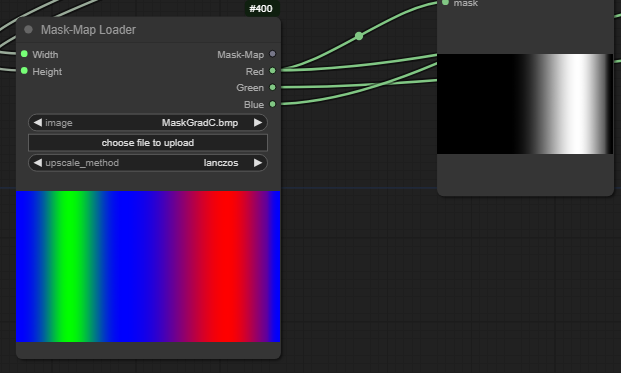 #400
mask
Mask-Map Loader
Width Mask-Map
Height Red
Green
Blue
image MaskGradC.bmp
choose file to upload
upscale_method lanczos